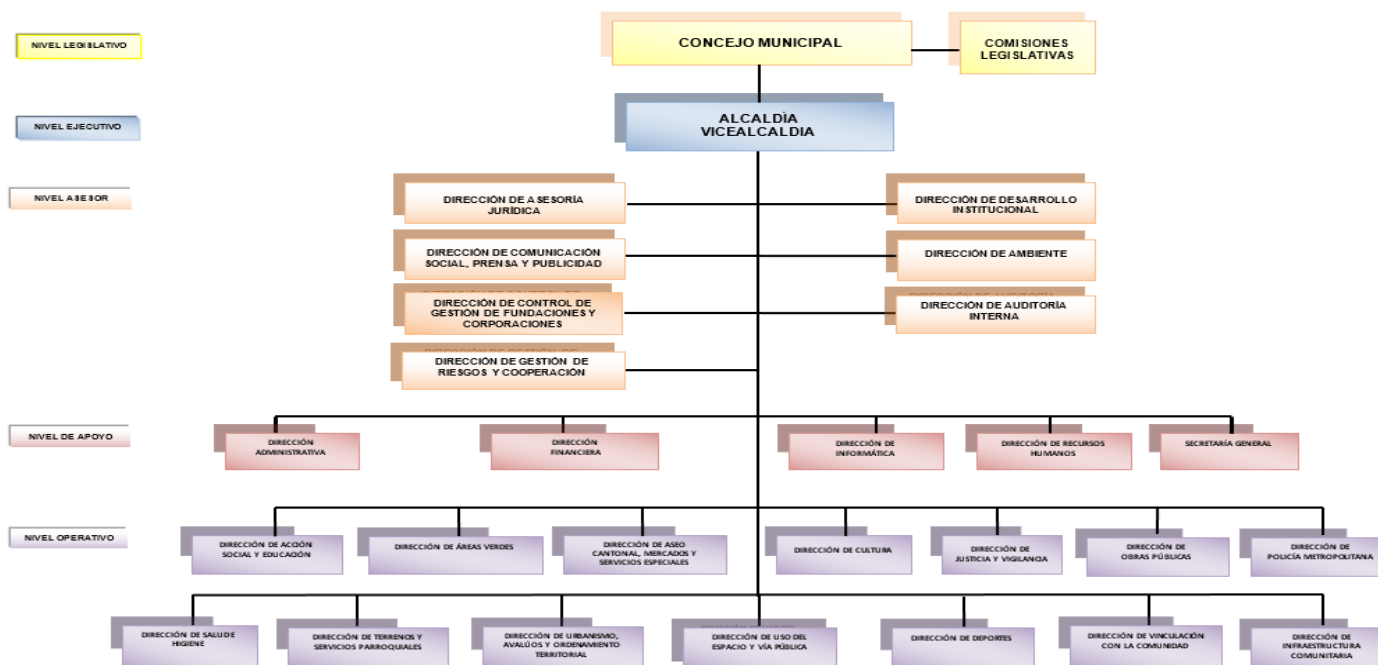 NIVEL LEGISLATIVO
CONCEJO MUNICIPAL
COMISIONES
LEGISLATIVAS
NIVEL EJECUTIVO
ALCALDÌA
VICEALCALDIA
NIVEL ASESOR
DIRECCIÓN DE ASESORÍA
JURÍDICA
DIRECCIÓN DE DESARROLLO
INSTITUCIONAL
DIRECCIÓN DE COMUNICACIÓN
SOCIAL, PRENSA Y PUBLICIDAD
DIRECCIÓN DE AMBIENTE
DIRECCIÓN DE CONTROL DE
GESTIÓN DE FUNDACIONES Y
CORPORACIONES
DIRECCIÓN DE AUDITORÍA
INTERNA
DIRECCIÓN DE GESTIÓN DE
RIESGOS Y COOPERACIÓN
NIVEL DE APOYO
DIRECCIÓN
ADMINISTRATIVA
DIRECCIÓN
FINANCIERA
DIRECCIÓN DE
INFORMÁTICA
DIRECCIÓN DE RECURSOS
HUMANOS
SECRETARÍA GENERAL
NIVEL OPERATIVO
DIRECCIÓN DE ACCIÓN
SOCIAL Y EDUCACIÓN
DIRECCIÓN DE ÁREAS VERDES
DIRECCIÓN DE ASEO
CANTONAL, MERCADOS Y
SERVICIOS ESPECIALES
DIRECCIÓN DE CULTURA
DIRECCIÓN DE
JUSTICIA Y VIGILANCIA
DIRECCIÓN DE
OBRAS PÚBLICAS
DIRECCIÓN DE
POLICÍA METROPOLITANA
DIRECCIÓN DE SALUD E
HIGIENE
DIRECCIÓN DE TERRENOS Y
SERVICIOS PARROQUIALES
DIRECCIÓN DE URBANISMO,
AVALÚOS Y ORDENAMIENTO
TERRITORIAL
DIRECCIÓN DE USO DEL
ESPACIO Y VÍA PÚBLICA
DIRECCIÓN DE DEPORTES
DIRECCIÓN DE VINCULACIÓN
CON LA COMUNIDAD
DIRECCIÓN DE
INFRAESTRUCTURA
COMUNITARIA